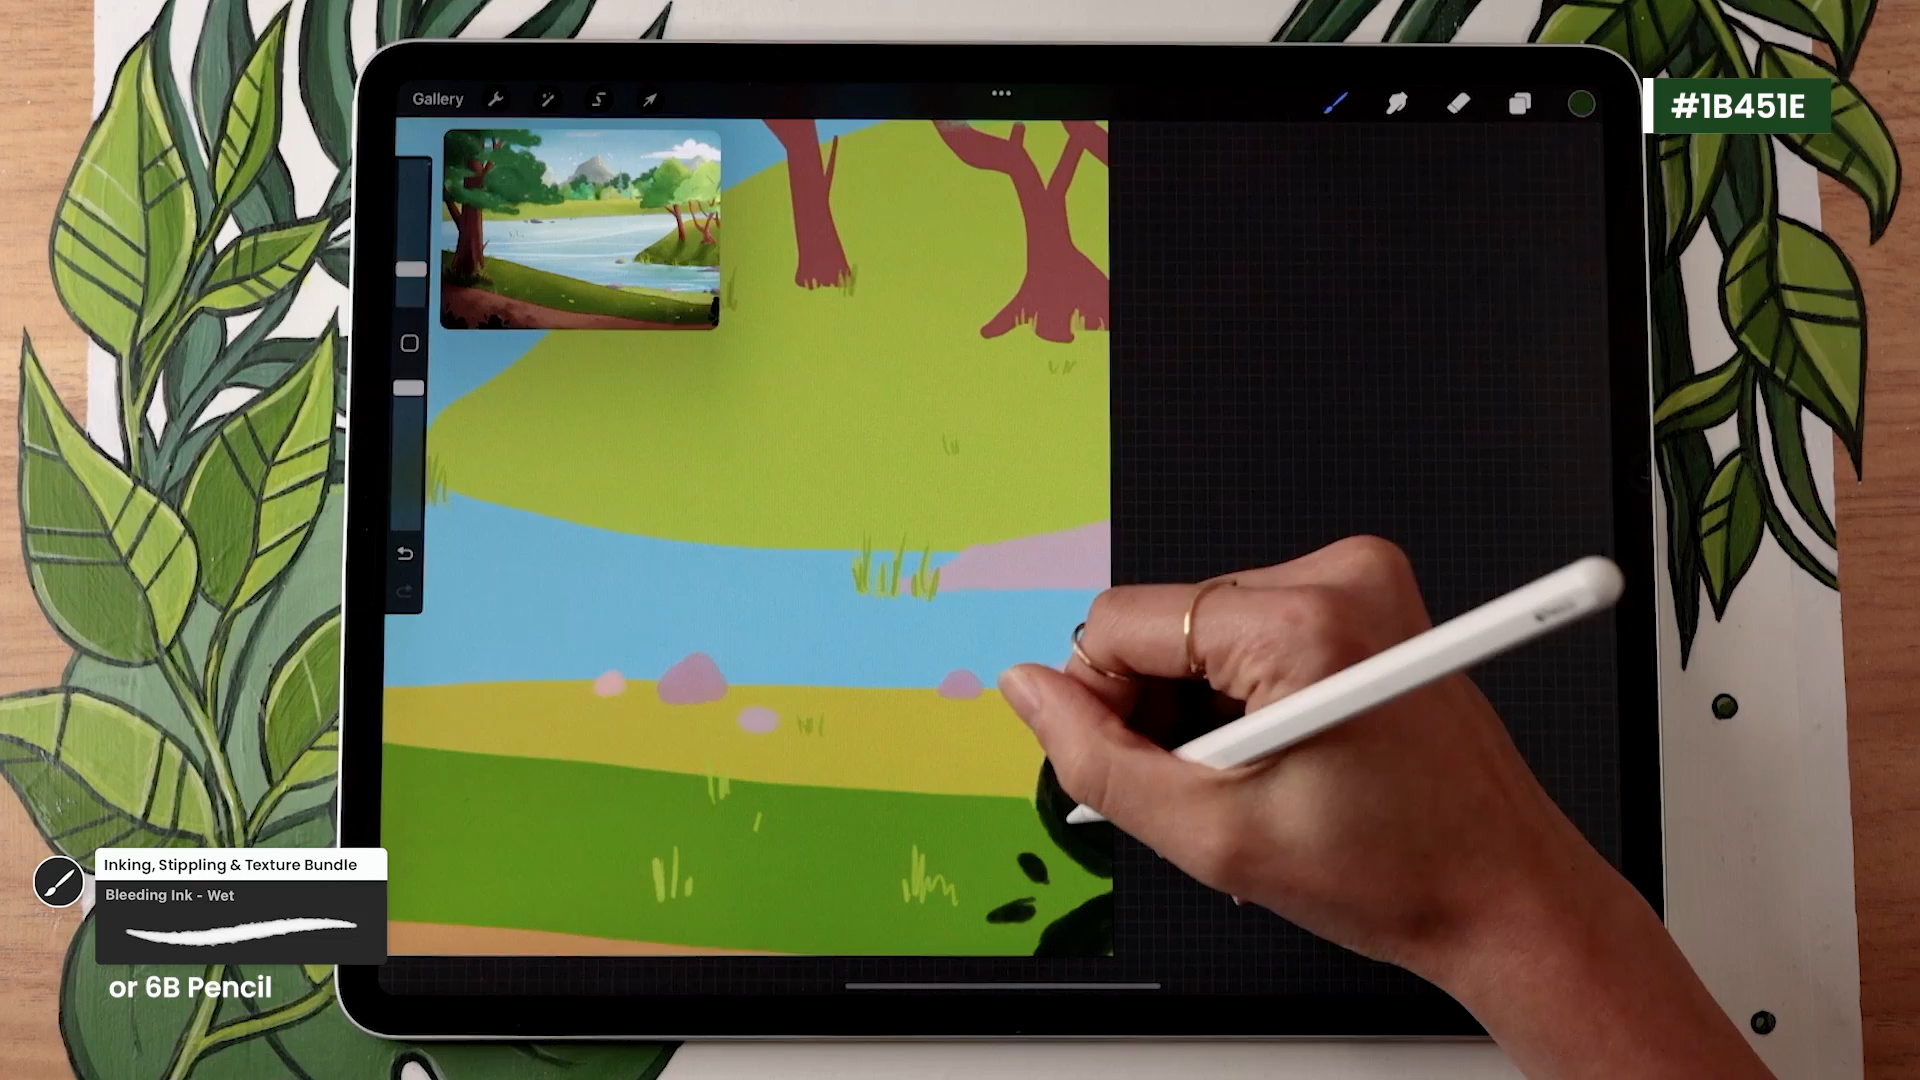 Gallery
#1B451E
Inking, Stippling & Texture Bundle
Bleeding Ink - Wet
or 6B Pencil